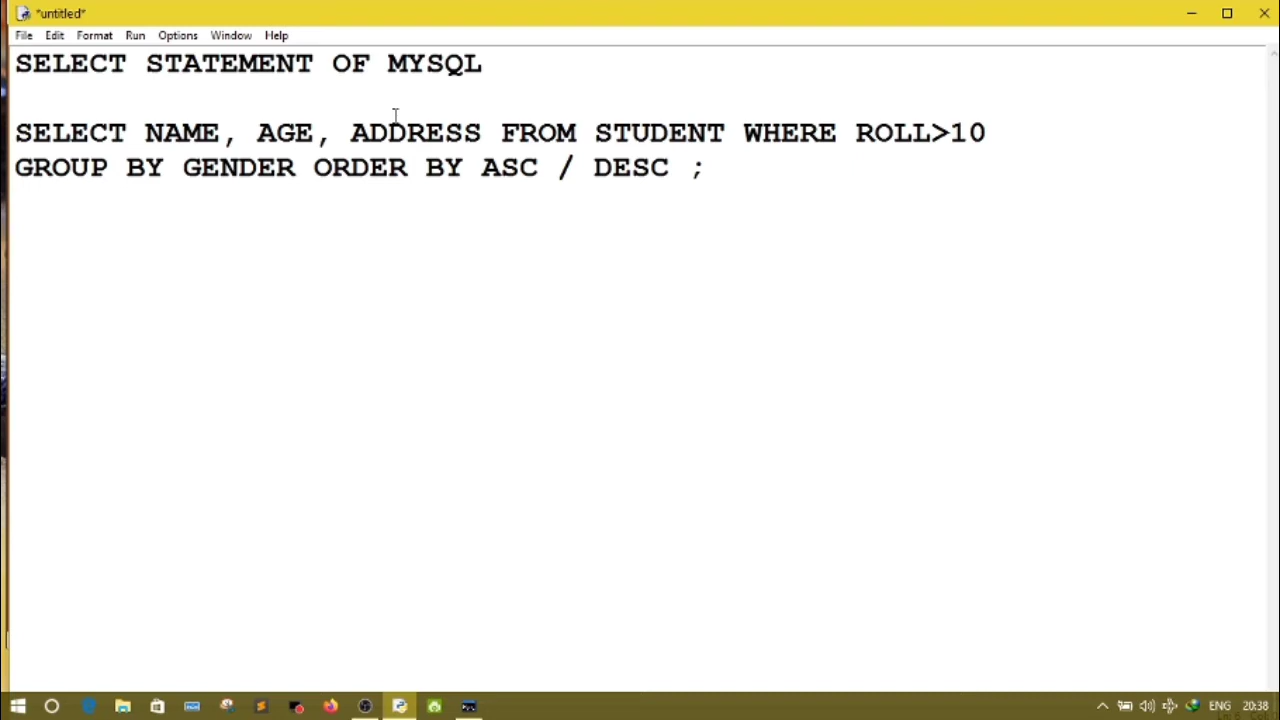 *untitled*
File Edit Format Run Options Window Help
SELECT STATEMENT OF MYSQL
SELECT NAME, AGE, ADDRESS FROM STUDENT WHERE ROLL>10
GROUP BY GENDER ORDER BY ASC / DESC ;
ENG 20:38